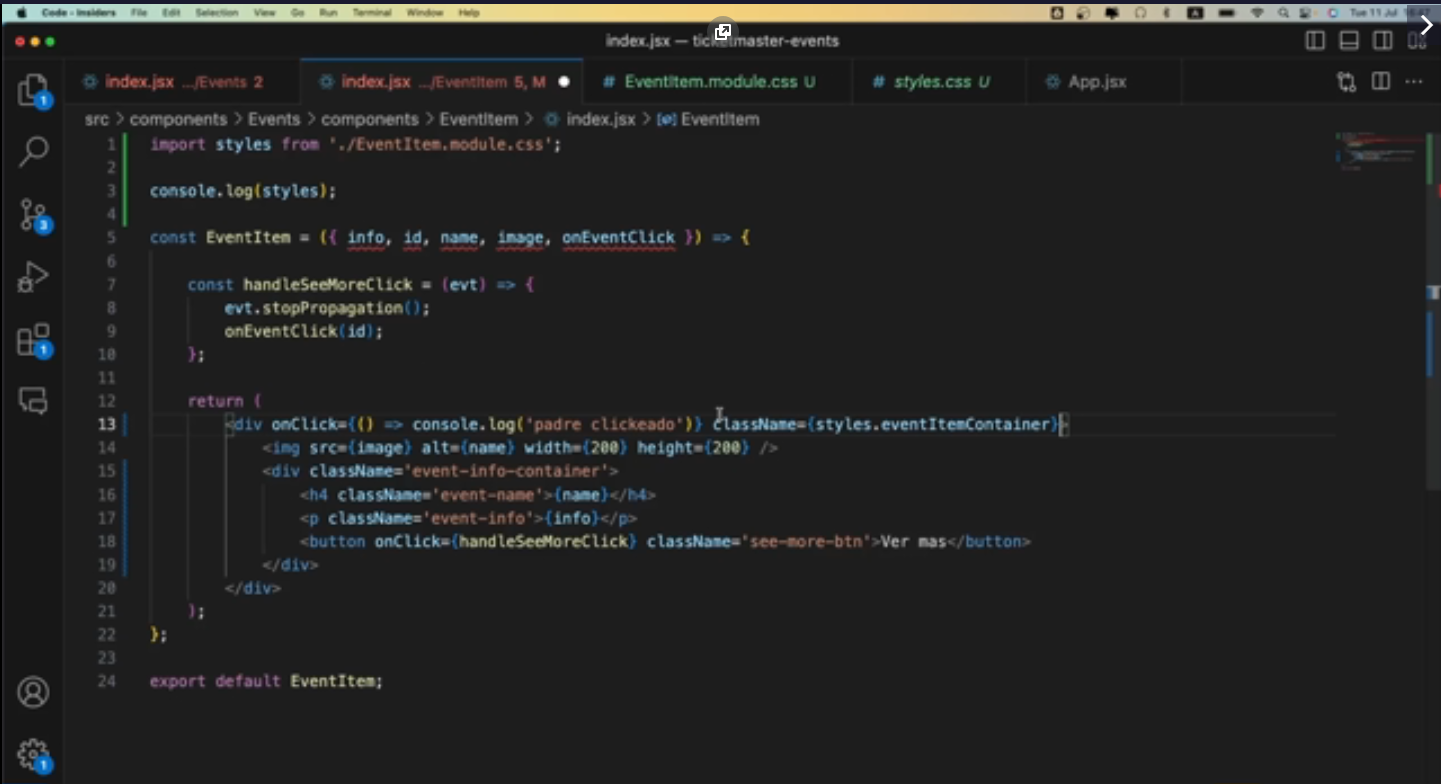 Code - Insiders File Edit Selection View Go Run Terminal Window Help Tue 11 Jul
index.jsx — ticketmaster-events
index.jsx .../Events 2 index.jsx .../EventItem 5, M # EventItem.module.css U # styles.css U App.jsx
src > components > Events > components > EventItem > index.jsx > EventItem
1 import styles from './EventItem.module.css';
2
3 console.log(styles);
4
5 const EventItem = ({ info, id, name, image, onEventClick }) => {
6
7 const handleSeeMoreClick = (evt) => {
8 evt.stopPropagation();
9 onEventClick(id);
10 };
11
12 return (
13 <div onClick={() => console.log('padre clickeado')} className={styles.eventItemContainer}>
14 <img src={image} alt={name} width={200} height={200} />
15 <div className='event-info-container'>
16 <h4 className='event-name'>{name}</h4>
17 <p className='event-info'>{info}</p>
18 <button onClick={handleSeeMoreClick} className='see-more-btn'>Ver mas</button>
19 </div>
20 </div>
21 );
22 };
23
24 export default EventItem;
1
3
1
1